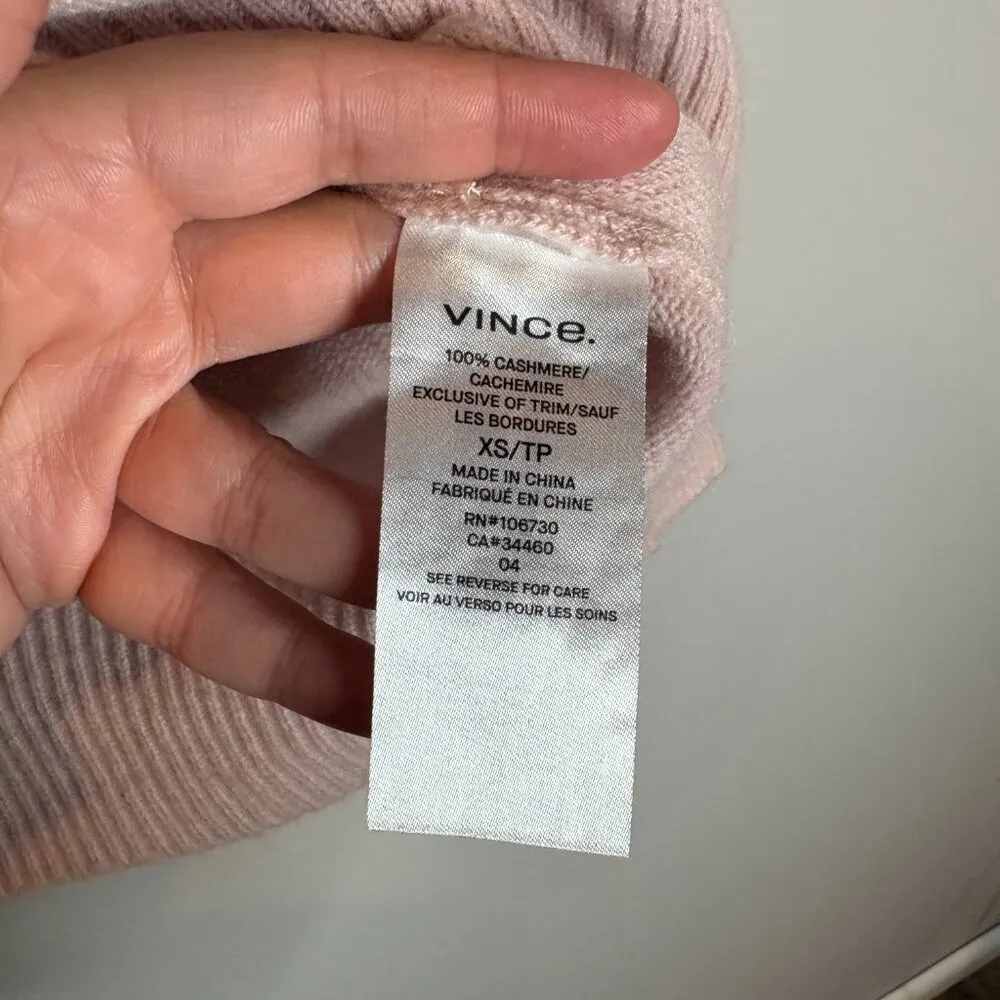 VINCe.
100% CASHMERE/
CACHEMIRE
EXCLUSIVE OF TRIM/SAUF
LES BORDURES
XS/TP
MADE IN CHINA
FABRIQUÉ EN CHINE
RN#106730
CA#34460
04
SEE REVERSE FOR CARE
VOIR AU VERSO POUR LES SOINS